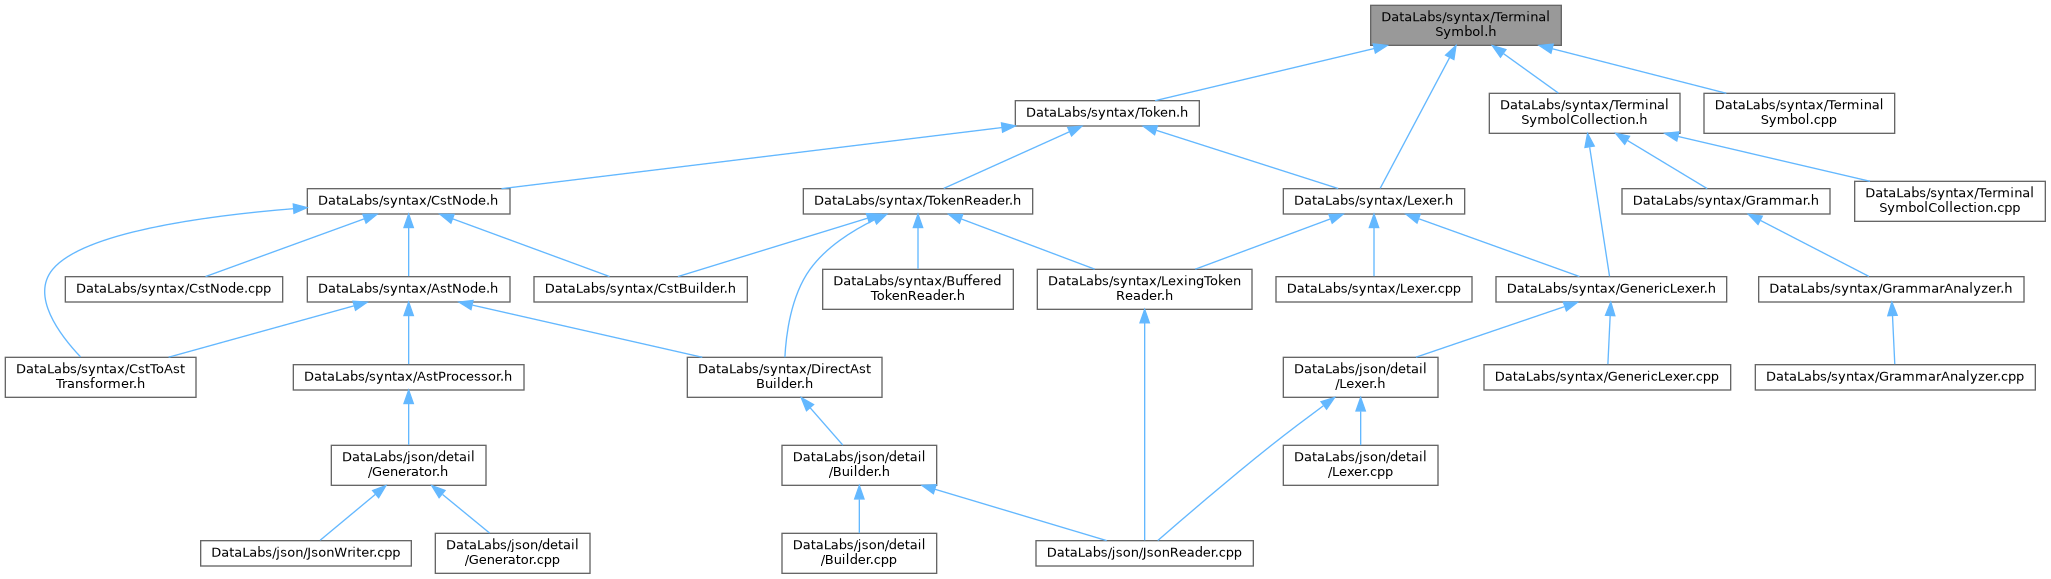 DataLabs/syntax/Terminal
Symbol.h
DataLabs/syntax/Token.h
DataLabs/syntax/Terminal
SymbolCollection.h
DataLabs/syntax/Terminal
Symbol.cpp
DataLabs/syntax/CstNode.h
DataLabs/syntax/TokenReader.h
DataLabs/syntax/Lexer.h
DataLabs/syntax/Grammar.h
DataLabs/syntax/Terminal
SymbolCollection.cpp
DataLabs/syntax/CstNode.cpp
DataLabs/syntax/AstNode.h
DataLabs/syntax/CstBuilder.h
DataLabs/syntax/Buffered
TokenReader.h
DataLabs/syntax/LexingToken
Reader.h
DataLabs/syntax/Lexer.cpp
DataLabs/syntax/GenericLexer.h
DataLabs/syntax/GrammarAnalyzer.h
DataLabs/syntax/CstToAst
Transformer.h
DataLabs/syntax/AstProcessor.h
DataLabs/syntax/DirectAst
Builder.h
DataLabs/json/detail
/Lexer.h
DataLabs/syntax/GenericLexer.cpp
DataLabs/syntax/GrammarAnalyzer.cpp
DataLabs/json/detail
/Generator.h
DataLabs/json/detail
/Builder.h
DataLabs/json/detail
/Lexer.cpp
DataLabs/json/JsonWriter.cpp
DataLabs/json/detail
/Generator.cpp
DataLabs/json/detail
/Builder.cpp
DataLabs/json/JsonReader.cpp